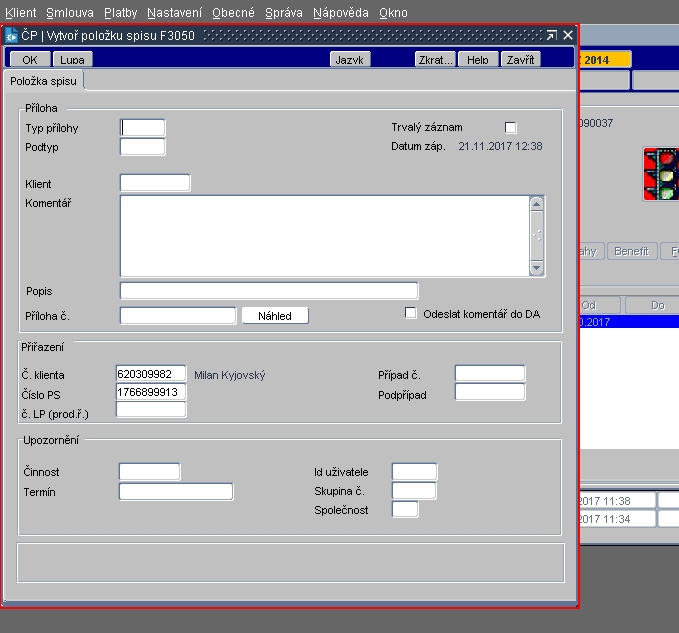 Klient Smlouva Platby Nastavení Obecné Správa Nápověda Okno
ČP | Vytvoř položku spisu F3050
OK Lupa Jazyk Zkrat... Help Zavřít
2014
Položka spisu
Příloha
Typ přílohy Trvalý záznam
090037
Podtyp Datum záp. 21.11.2017 12:38
Klient
Komentář
Benefit
Popis
Od Do
Příloha č. Náhled Odeslat komentář do DA
.2017
Přiřazení
Č. klienta 620309982 Milan Kyjovský Případ č.
Číslo PS 1766899913 Podpřípad
č. LP (prod.ř.)
Upozornění
Činnost Id uživatele
Termín Skupina č.
2017 11:38
Společnost
2017 11:34